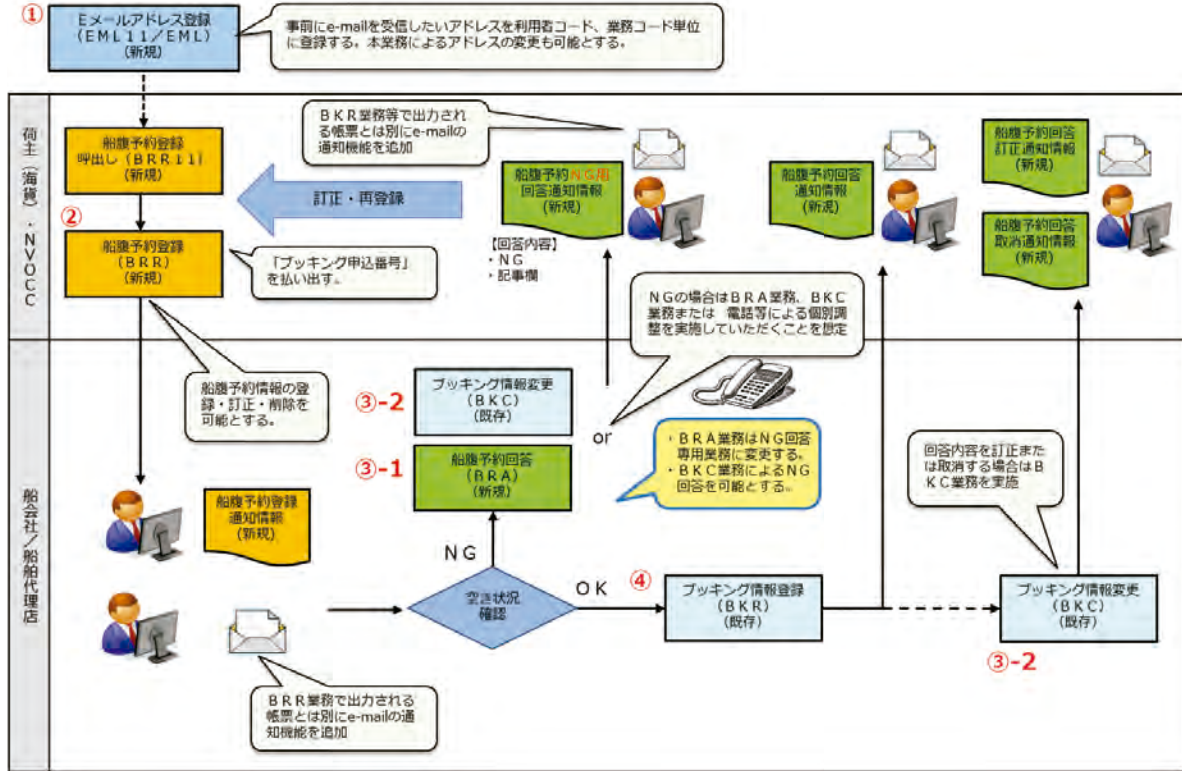 ①
Eメールアドレス登録
(EML11/EML)
(新規)
事前にe-mailを受信したいアドレスを利用者コード、業務コード単位
に登録する。本業務によるアドレスの変更も可能とする。
荷主(海貨)・NVOCC
船腹予約登録
呼出し(BRR11)
(新規)
②
船腹予約登録
(BRR)
(新規)
「ブッキング申込番号」
を払い出す。
訂正・再登録
BKR業務等で出力され
る帳票とは別にe-mailの
通知機能を追加
船腹予約NG用
回答通知情報
(新規)
【回答内容】
・NG
・記事欄
船腹予約回答
通知情報
(新規)
船腹予約回答
訂正通知情報
(新規)
船腹予約回答
取消通知情報
(新規)
NGの場合はBRA業務、BKC
業務または 電話等による個別調
整を実施していただくことを想定
船会社/船舶代理店
船腹予約情報の登
録・訂正・削除を
可能とする。
③-2
ブッキング情報変更
(BKC)
(既存)
or
③-1
船腹予約回答
(BRA)
(新規)
・BRA業務はNG回答
専用業務に変更する。
・BKC業務によるNG
回答を可能とする。
回答内容を訂正また
は取消する場合はB
KC業務を実施
船腹予約登録
通知情報
(新規)
NG
空き状況
確認
OK
④
ブッキング情報登録
(BKR)
(既存)
ブッキング情報変更
(BKC)
(既存)
③-2
BRR業務で出力される
帳票とは別にe-mailの通
知機能を追加